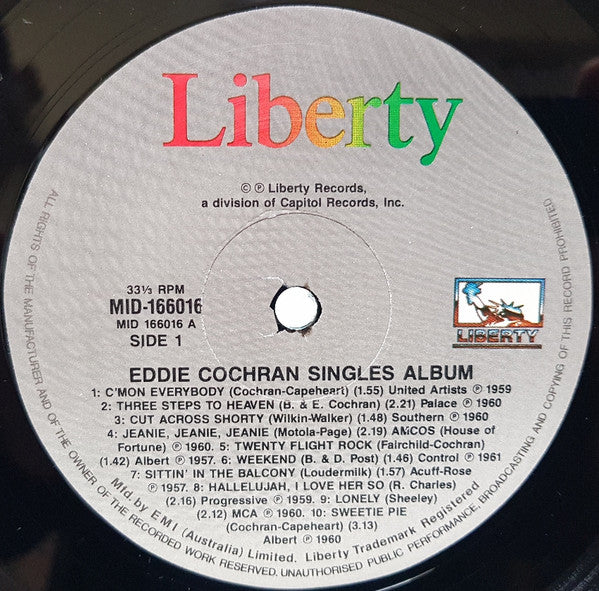 Liberty
© ℗ Liberty Records,
a division of Capitol Records, Inc.
33⅓ RPM
MID-166016
MID 166016 A
SIDE 1
LIBERTY
EDDIE COCHRAN SINGLES ALBUM
1: C'MON EVERYBODY (Cochran-Capeheart) (1.55) United Artists ℗ 1959
2: THREE STEPS TO HEAVEN (B. & E. Cochran) (2.21) Palace ℗ 1960
3: CUT ACROSS SHORTY (Wilkin-Walker) (1.48) Southern ℗ 1960
4: JEANIE, JEANIE, JEANIE (Motola-Page) (2.19) AMiCOS (House of
Fortune) ℗ 1960. 5: TWENTY FLIGHT ROCK (Fairchild-Cochran)
(1.42) Albert ℗ 1957. 6: WEEKEND (B. & D. Post) (1.46) Control ℗ 1961
7: SITTIN' IN THE BALCONY (Loudermilk) (1.57) Acuff-Rose
℗ 1957. 8: HALLELUJAH, I LOVE HER SO (R. Charles)
(2.16) Progressive ℗ 1959. 9: LONELY (Sheeley)
(2.12) MCA ℗ 1960. 10: SWEETIE PIE
(Cochran-Capeheart) (3.13)
Albert ℗ 1960
Mfd. by EMI (Australia) Limited. Liberty Trademark Registered
ALL RIGHTS OF THE MANUFACTURER AND OF THE OWNER OF THE RECORDED WORK RESERVED. UNAUTHORISED PUBLIC PERFORMANCE, BROADCASTING AND COPYING OF THIS RECORD PROHIBITED